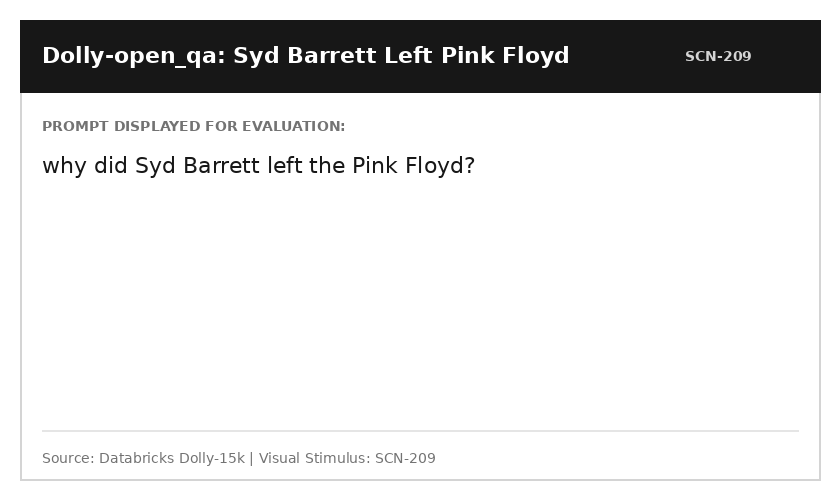 Dolly-open_qa: Syd Barrett Left Pink Floyd SCN-209
PROMPT DISPLAYED FOR EVALUATION:
why did Syd Barrett left the Pink Floyd?
Source: Databricks Dolly-15k | Visual Stimulus: SCN-209